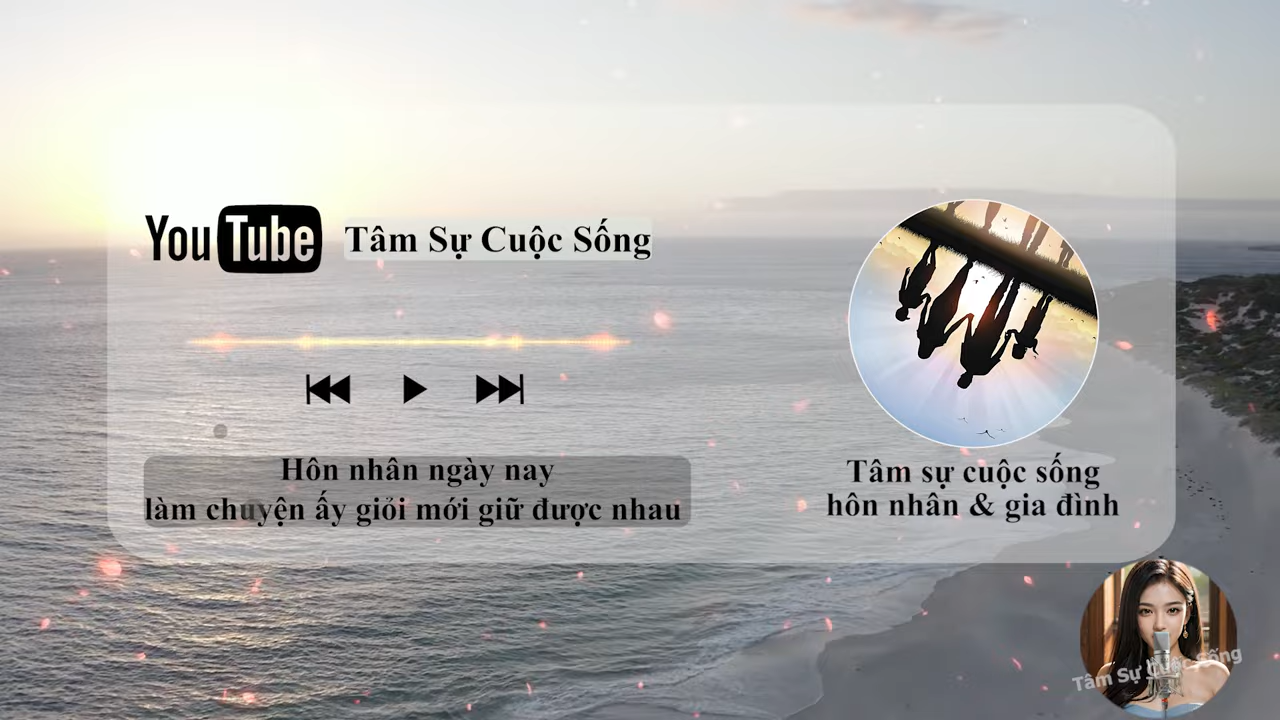 YouTube Tâm Sự Cuộc Sống
Hôn nhân ngày nay
làm chuyện ấy giỏi mới giữ được nhau
Tâm sự cuộc sống
hôn nhân & gia đình
Tâm Sự Cuộc Sống